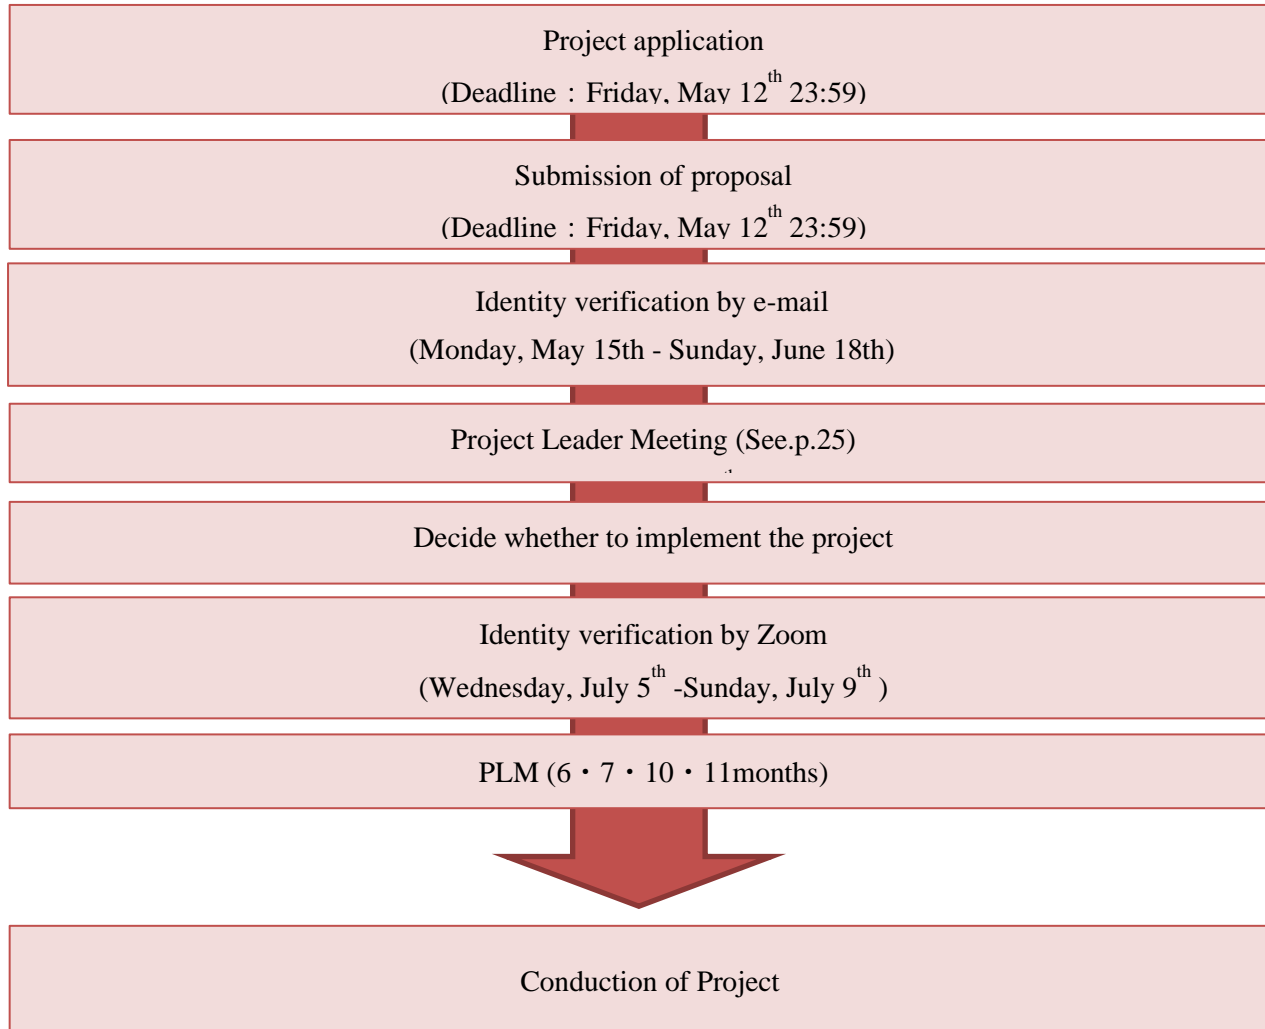 Project application
(Deadline：Friday, May 12th 23:59)
Submission of proposal
(Deadline：Friday, May 12th 23:59)
Identity verification by e-mail
(Monday, May 15th - Sunday, June 18th)
Project Leader Meeting (See.p.25)
Decide whether to implement the project
Identity verification by Zoom
(Wednesday, July 5th -Sunday, July 9th )
PLM (6・7・10・11months)
Conduction of Project